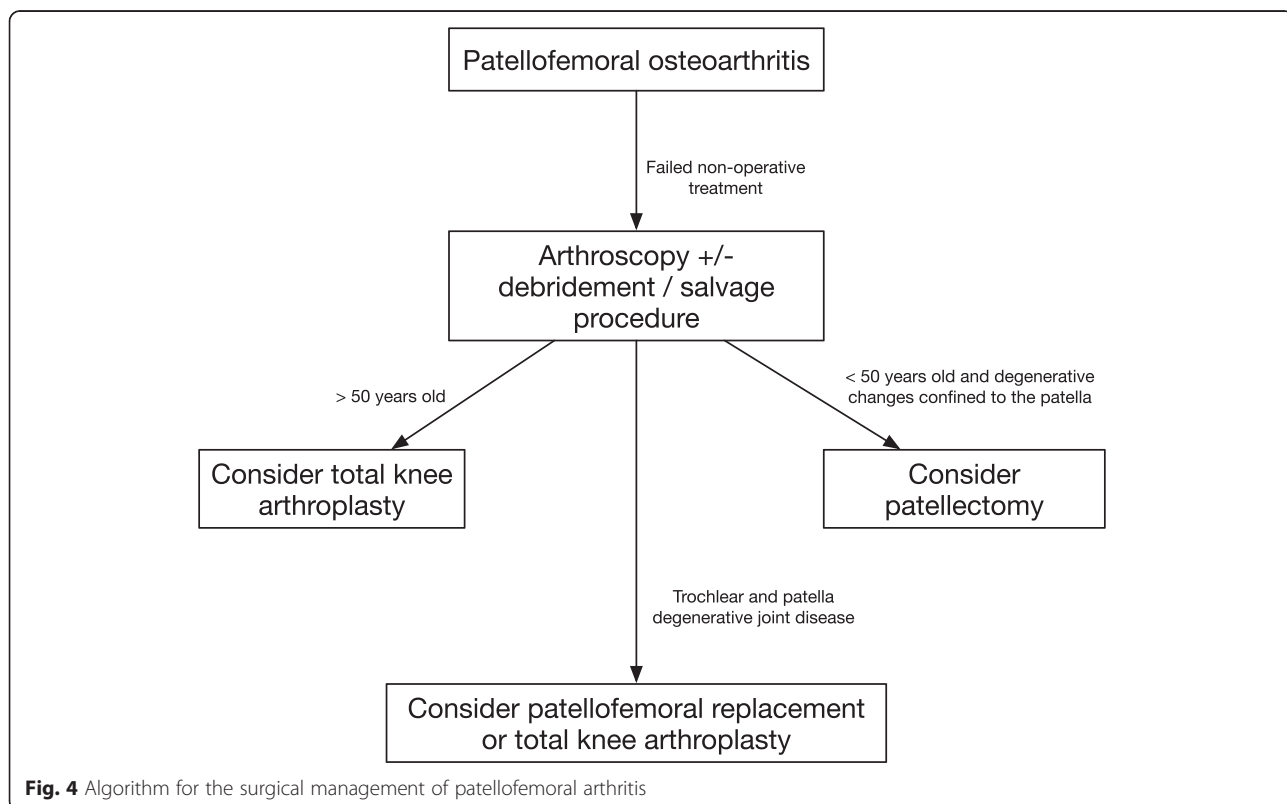 Patellofemoral osteoarthritis
Failed non-operative
treatment
Arthroscopy +/-
debridement / salvage
procedure
> 50 years old
< 50 years old and degenerative
changes confined to the patella
Consider total knee
arthroplasty
Consider
patellectomy
Trochlear and patella
degenerative joint disease
Consider patellofemoral replacement
or total knee arthroplasty
Fig. 4 Algorithm for the surgical management of patellofemoral arthritis